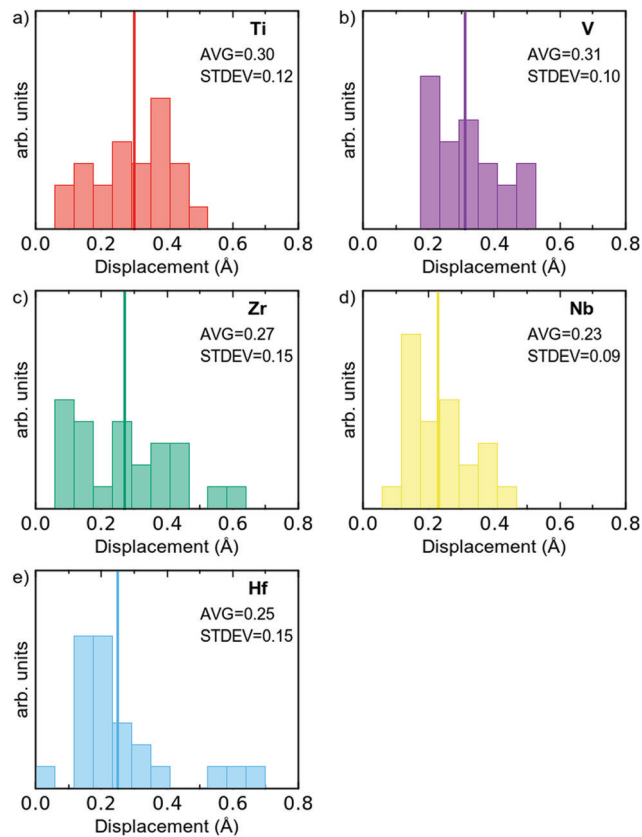 a)
Ti
AVG=0.30
STDEV=0.12
arb. units
0.0 0.2 0.4 0.6 0.8
Displacement (Å)
b)
V
AVG=0.31
STDEV=0.10
arb. units
0.0 0.2 0.4 0.6 0.8
Displacement (Å)
c)
Zr
AVG=0.27
STDEV=0.15
arb. units
0.0 0.2 0.4 0.6 0.8
Displacement (Å)
d)
Nb
AVG=0.23
STDEV=0.09
arb. units
0.0 0.2 0.4 0.6 0.8
Displacement (Å)
e)
Hf
AVG=0.25
STDEV=0.15
arb. units
0.0 0.2 0.4 0.6 0.8
Displacement (Å)